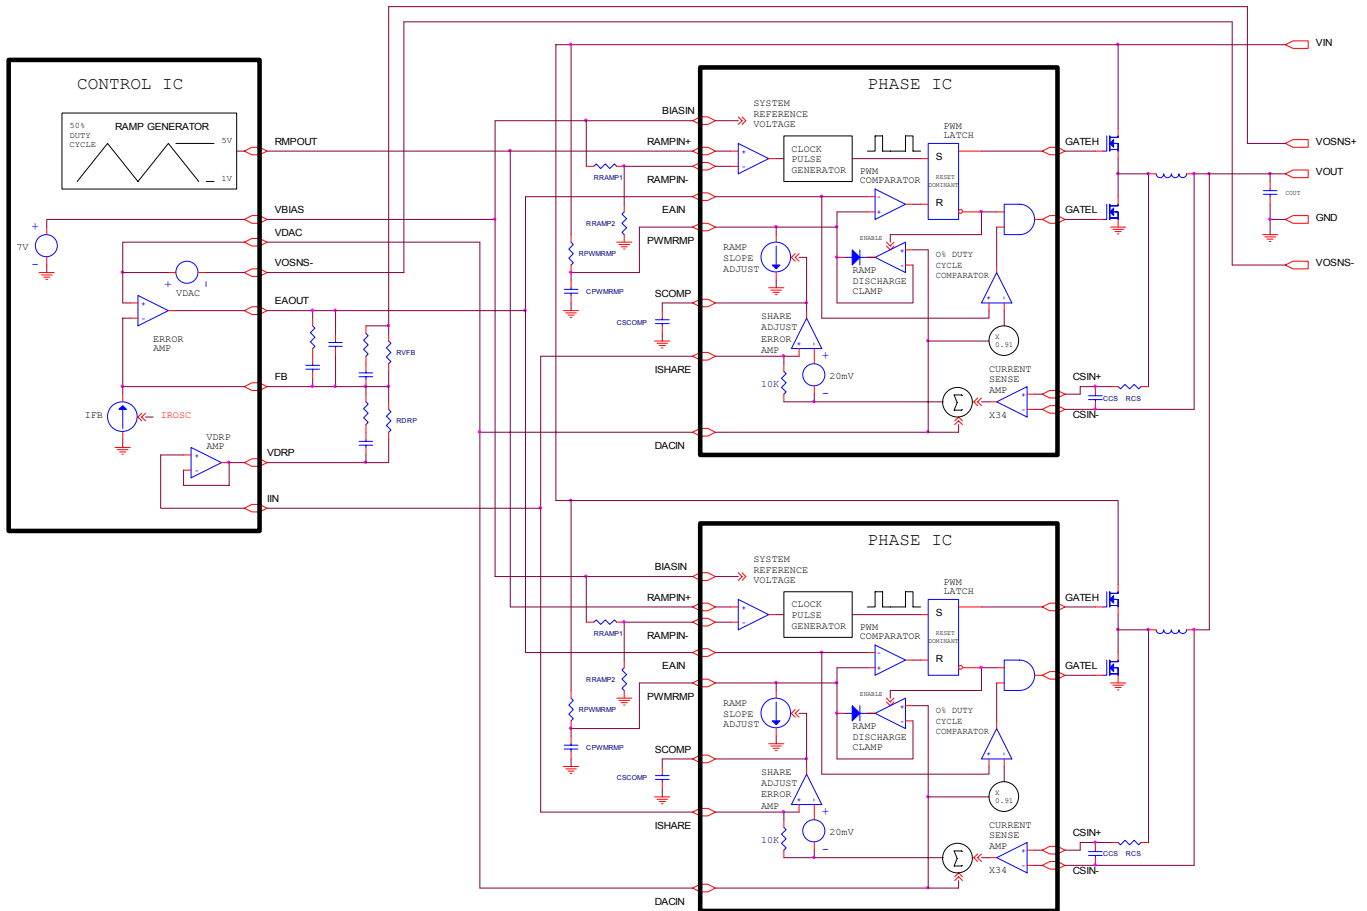 CONTROL IC
50%
DUTY
CYCLE
RAMP GENERATOR
5V
1V
RMPOUT
VBIAS
VDAC
VOSNS-
EAOUT
FB
VDRP
IIN
+
7V
-
+
-
VDAC
+
-
ERROR
AMP
IFB
IROSC
VDRP
AMP
+
-
RVFB
RDRP
VIN
VOSNS+
VOUT
COUT
GND
VOSNS-
PHASE IC
BIASIN
RAMPIN+
RAMPIN-
EAIN
PWMRMP
SCOMP
ISHARE
DACIN
RRAMP1
RRAMP2
RPWMRMP
CPWMRMP
CSCOMP
SYSTEM
REFERENCE
VOLTAGE
+
-
CLOCK
PULSE
GENERATOR
PWM
LATCH
S
RESET
DOMINANT
R
PWM
COMPARATOR
-
+
ENABLE
RAMP
SLOPE
ADJUST
+
-
RAMP
DISCHARGE
CLAMP
0% DUTY
CYCLE
COMPARATOR
+
-
X
0.91
SHARE
ADJUST
ERROR
AMP
+
-
+
20mV
-
10K
Σ
CURRENT
SENSE
AMP
+
-
X34
GATEH
GATEL
CSIN+
CSIN-
CCS
RCS
PHASE IC
BIASIN
RAMPIN+
RAMPIN-
EAIN
PWMRMP
SCOMP
ISHARE
DACIN
RRAMP1
RRAMP2
RPWMRMP
CPWMRMP
CSCOMP
SYSTEM
REFERENCE
VOLTAGE
+
-
CLOCK
PULSE
GENERATOR
PWM
LATCH
S
RESET
DOMINANT
R
PWM
COMPARATOR
-
+
ENABLE
RAMP
SLOPE
ADJUST
+
-
RAMP
DISCHARGE
CLAMP
0% DUTY
CYCLE
COMPARATOR
+
-
X
0.91
SHARE
ADJUST
ERROR
AMP
+
-
+
20mV
-
10K
Σ
CURRENT
SENSE
AMP
+
-
X34
GATEH
GATEL
CSIN+
CSIN-
CCS
RCS